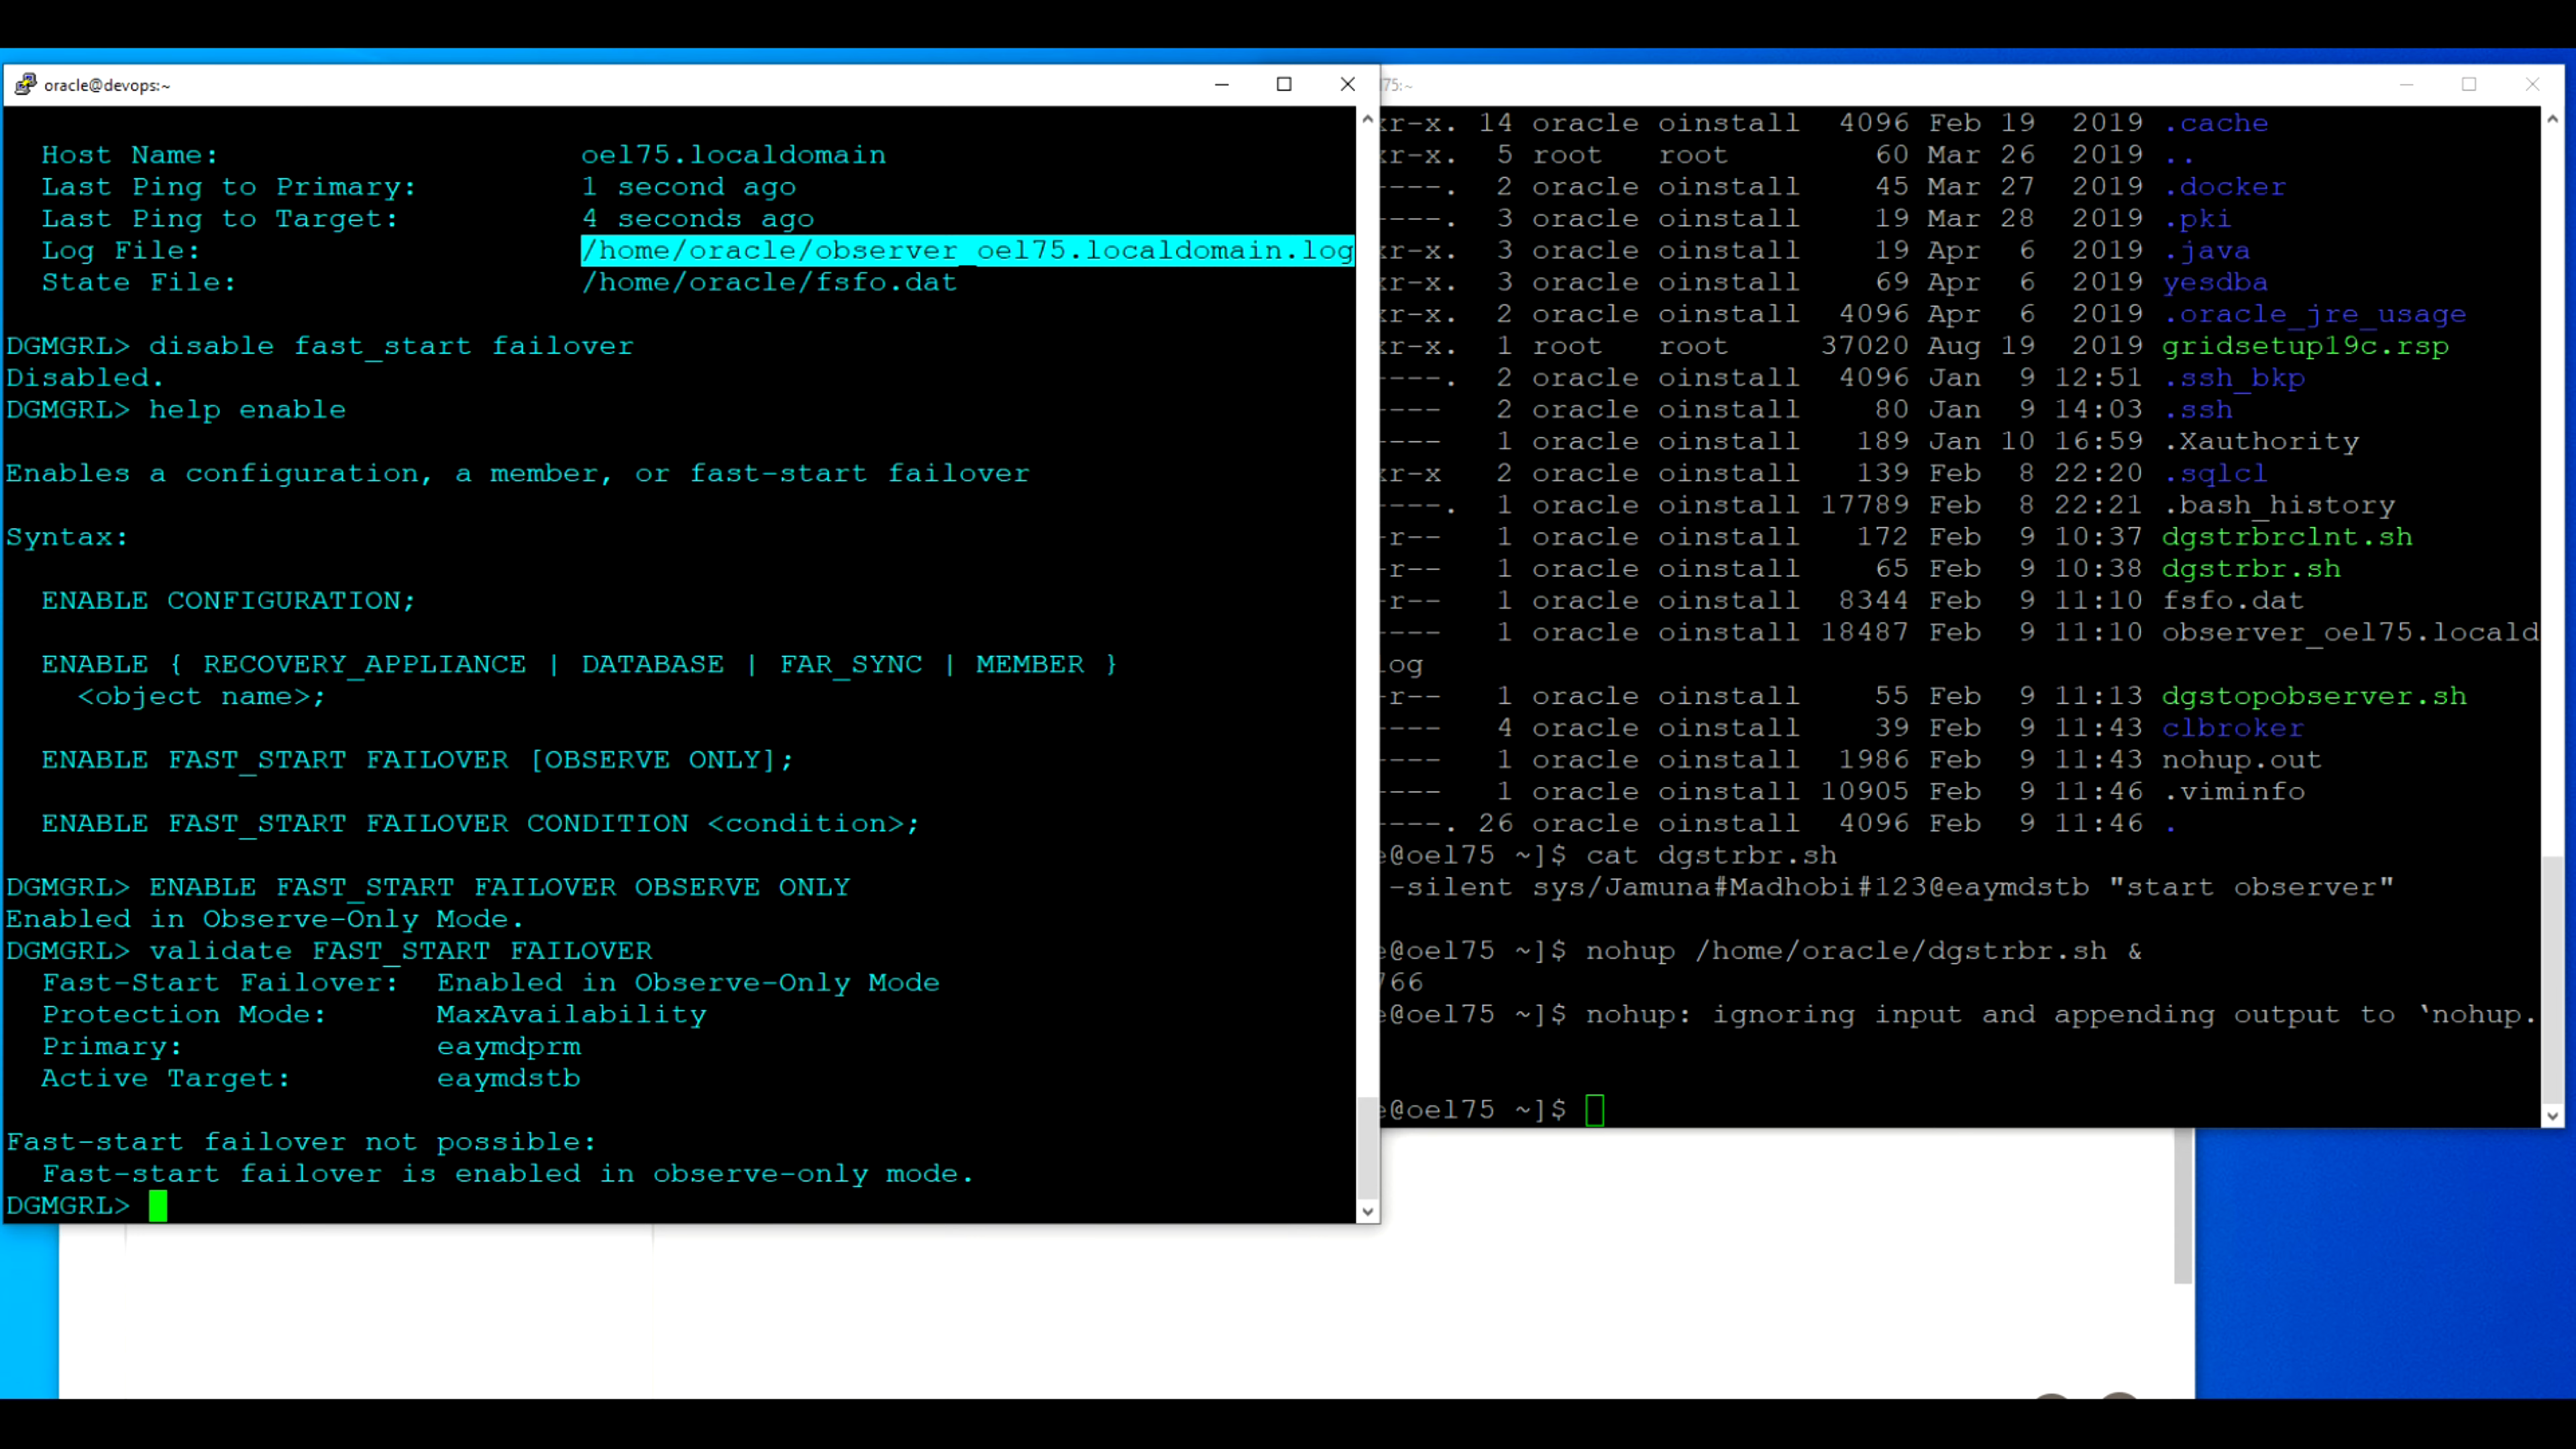 oracle@devops:~
Host Name: oel75.localdomain
Last Ping to Primary: 1 second ago
Last Ping to Target: 4 seconds ago
Log File: /home/oracle/observer_oel75.localdomain.log
State File: /home/oracle/fsfo.dat
DGMGRL> disable fast_start failover
Disabled.
DGMGRL> help enable
Enables a configuration, a member, or fast-start failover
Syntax:
ENABLE CONFIGURATION;
ENABLE { RECOVERY_APPLIANCE | DATABASE | FAR_SYNC | MEMBER }
<object name>;
ENABLE FAST_START FAILOVER [OBSERVE ONLY];
ENABLE FAST_START FAILOVER CONDITION <condition>;
DGMGRL> ENABLE FAST_START FAILOVER OBSERVE ONLY
Enabled in Observe-Only Mode.
DGMGRL> validate FAST_START FAILOVER
Fast-Start Failover: Enabled in Observe-Only Mode
Protection Mode: MaxAvailability
Primary: eaymdprm
Active Target: eaymdstb
Fast-start failover not possible:
Fast-start failover is enabled in observe-only mode.
DGMGRL>
75:~
xr-x. 14 oracle oinstall 4096 Feb 19 2019 .cache
xr-x. 5 root root 60 Mar 26 2019 ..
----. 2 oracle oinstall 45 Mar 27 2019 .docker
----. 3 oracle oinstall 19 Mar 28 2019 .pki
xr-x. 3 oracle oinstall 19 Apr 6 2019 .java
xr-x. 3 oracle oinstall 69 Apr 6 2019 yesdba
xr-x. 2 oracle oinstall 4096 Apr 6 2019 .oracle_jre_usage
xr-x. 1 root root 37020 Aug 19 2019 gridsetup19c.rsp
----. 2 oracle oinstall 4096 Jan 9 12:51 .ssh_bkp
---- 2 oracle oinstall 80 Jan 9 14:03 .ssh
---- 1 oracle oinstall 189 Jan 10 16:59 .Xauthority
xr-x 2 oracle oinstall 139 Feb 8 22:20 .sqlcl
----. 1 oracle oinstall 17789 Feb 8 22:21 .bash_history
-r-- 1 oracle oinstall 172 Feb 9 10:37 dgstrbrclnt.sh
-r-- 1 oracle oinstall 65 Feb 9 10:38 dgstrbr.sh
-r-- 1 oracle oinstall 8344 Feb 9 11:10 fsfo.dat
---- 1 oracle oinstall 18487 Feb 9 11:10 observer_oel75.locald
log
-r-- 1 oracle oinstall 55 Feb 9 11:13 dgstopobserver.sh
---- 4 oracle oinstall 39 Feb 9 11:43 clbroker
---- 1 oracle oinstall 1986 Feb 9 11:43 nohup.out
---- 1 oracle oinstall 10905 Feb 9 11:46 .viminfo
----. 26 oracle oinstall 4096 Feb 9 11:46 .
e@oel75 ~]$ cat dgstrbr.sh
-silent sys/Jamuna#Madhobi#123@eaymdstb "start observer"
e@oel75 ~]$ nohup /home/oracle/dgstrbr.sh &
766
e@oel75 ~]$ nohup: ignoring input and appending output to ‘nohup.
e@oel75 ~]$